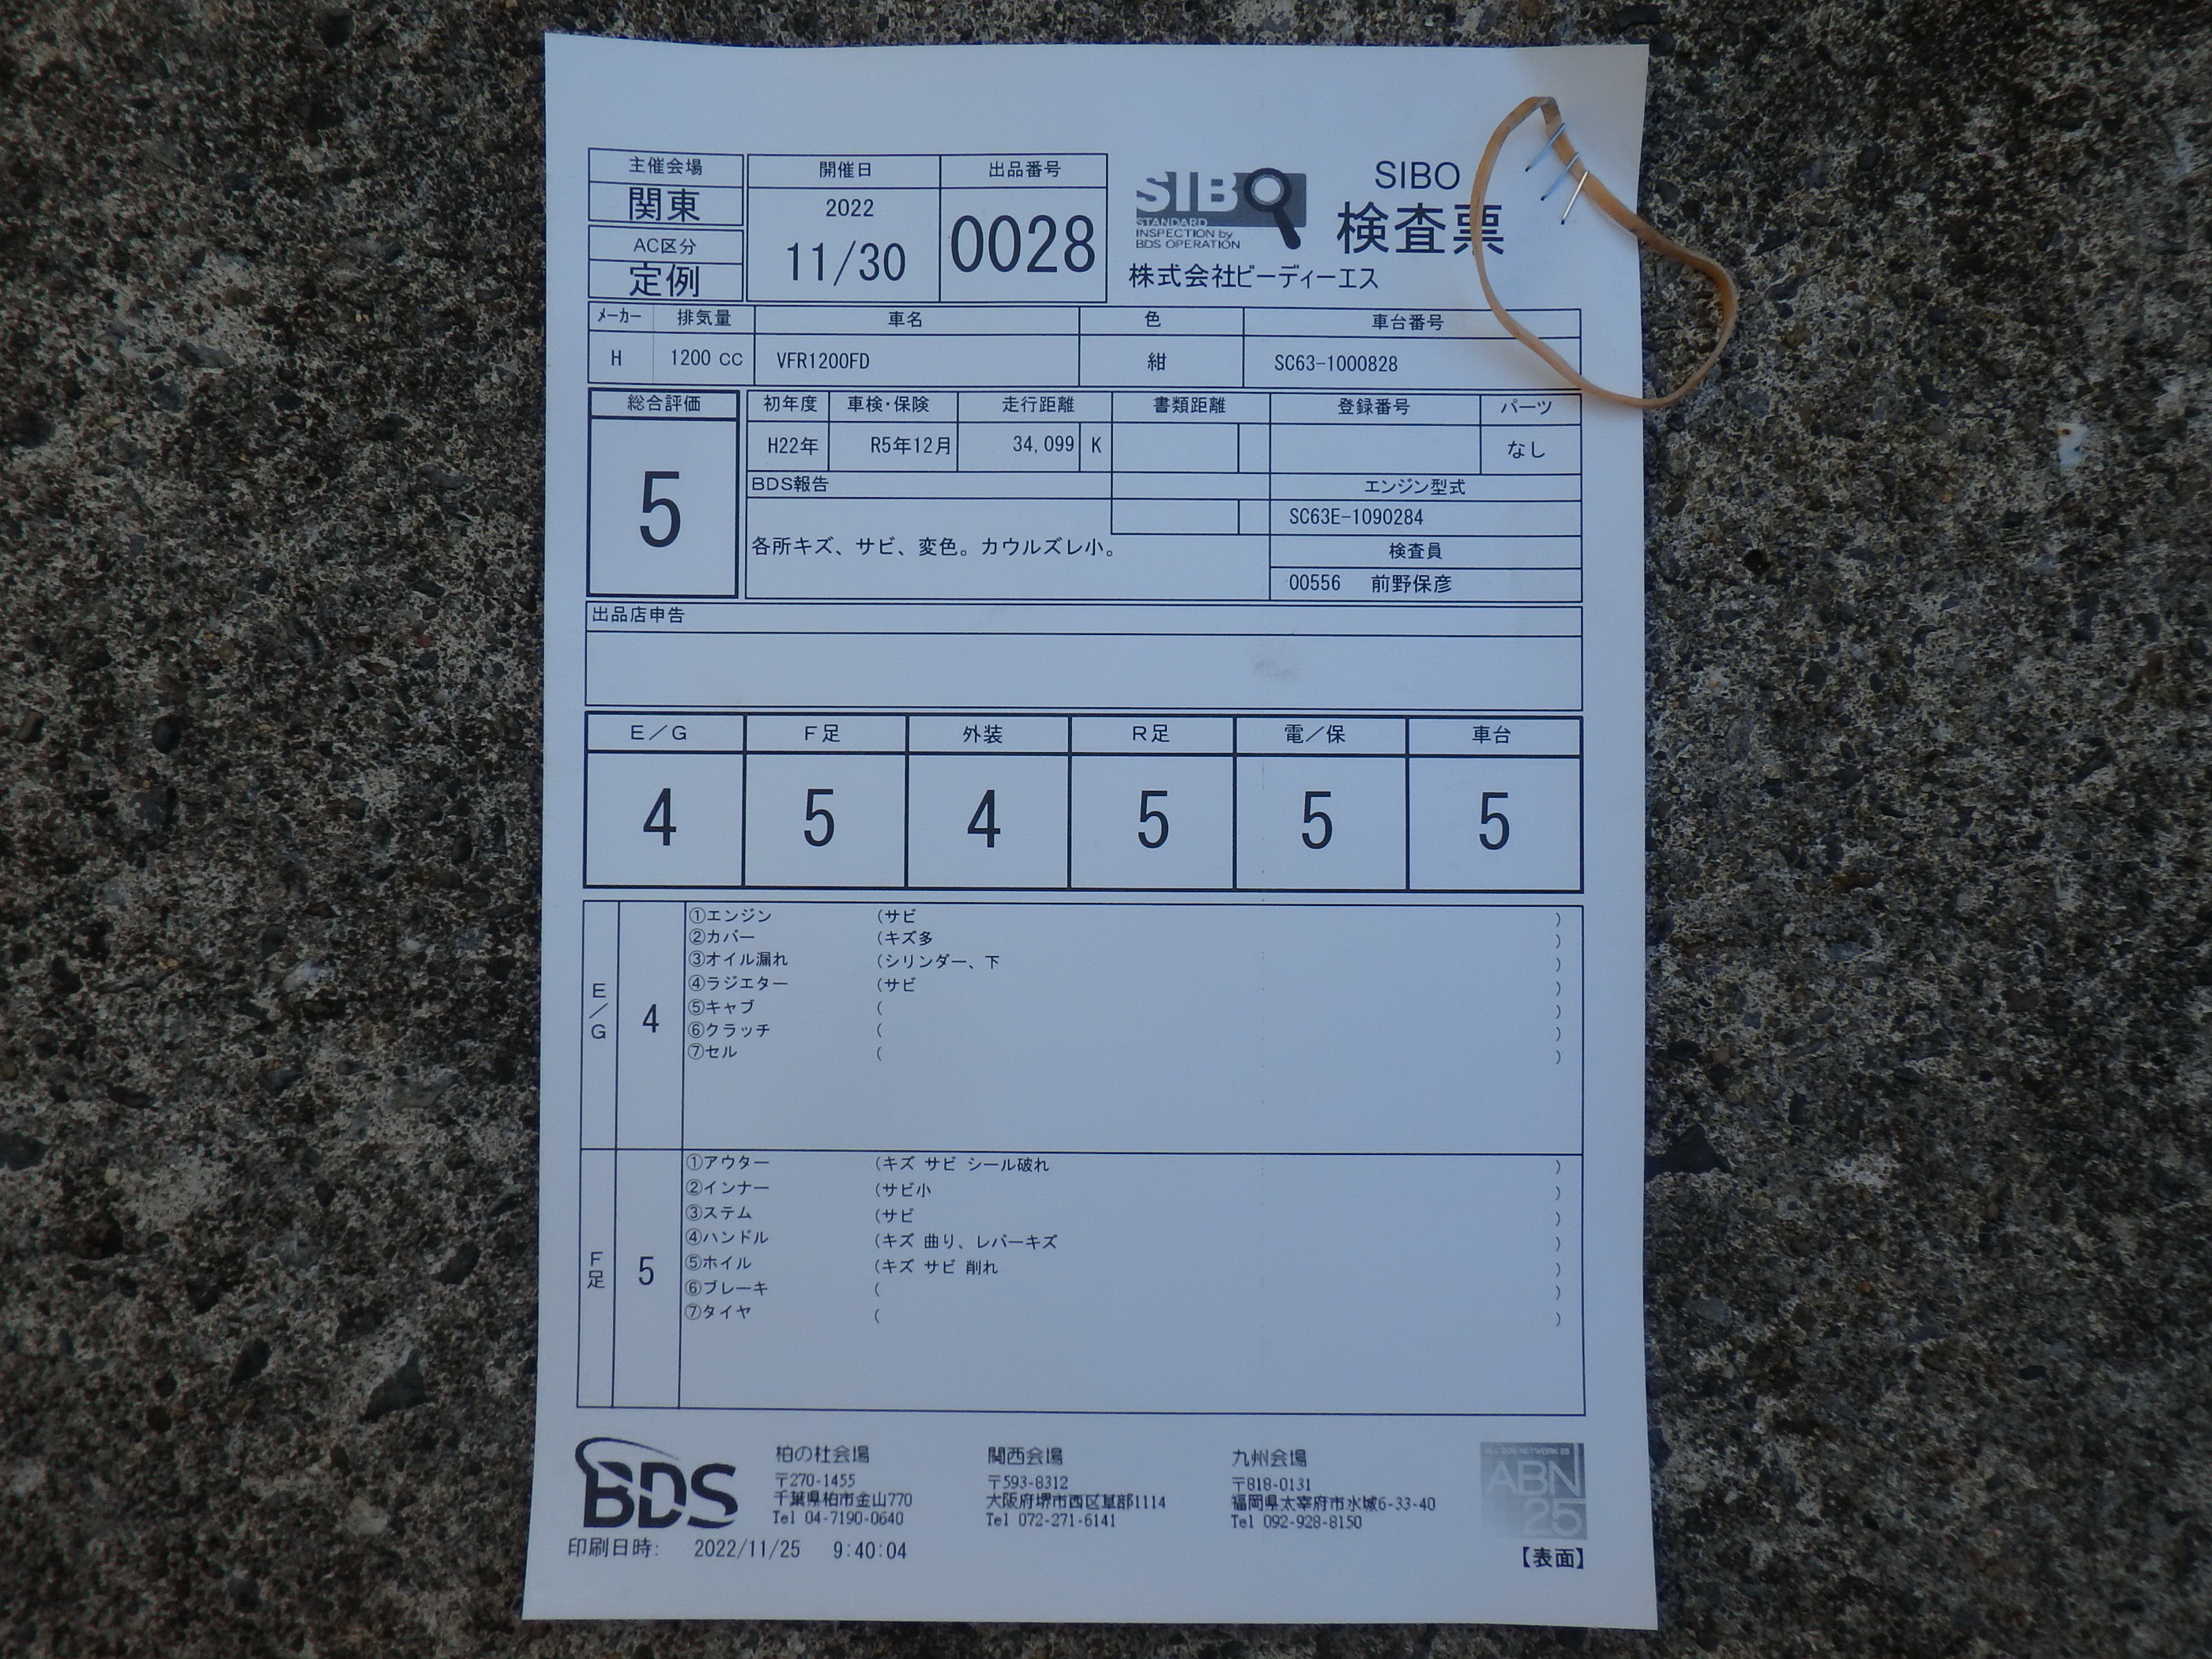 主催会場
関東
AC区分
定例
開催日
2022
11/30
出品番号
0028
SIBO
STANDARD
INSPECTION by
BDS OPERATION
SIBO
検査票
株式会社ビーディーエス
メーカー 排気量 車名 色 車台番号
H 1200 CC VFR1200FD 紺 SC63-1000828
総合評価
5
初年度 車検・保険 走行距離 書類距離 登録番号 パーツ
H22年 R5年12月 34,099 K なし
BDS報告
各所キズ、サビ、変色。カウルズレ小。
エンジン型式
SC63E-1090284
検査員
00556 前野保彦
出品店申告
E/G F足 外装 R足 電/保 車台
4 5 4 5 5 5
E/G
4
①エンジン (サビ )
②カバー (キズ多 )
③オイル漏れ (シリンダー、下 )
④ラジエター (サビ )
⑤キャブ ( )
⑥クラッチ ( )
⑦セル ( )
F足
5
①アウター (キズ サビ シール破れ )
②インナー (サビ小 )
③ステム (サビ )
④ハンドル (キズ 曲り、レバーキズ )
⑤ホイル (キズ サビ 削れ )
⑥ブレーキ ( )
⑦タイヤ ( )
BDS
柏の杜会場
〒270-1455
千葉県柏市金山770
Tel 04-7190-0640
関西会場
〒593-8312
大阪府堺市西区草部1114
Tel 072-271-6141
九州会場
〒818-0131
福岡県太宰府市水城6-33-40
Tel 092-928-8150
ABN
25
印刷日時: 2022/11/25 9:40:04
【表面】